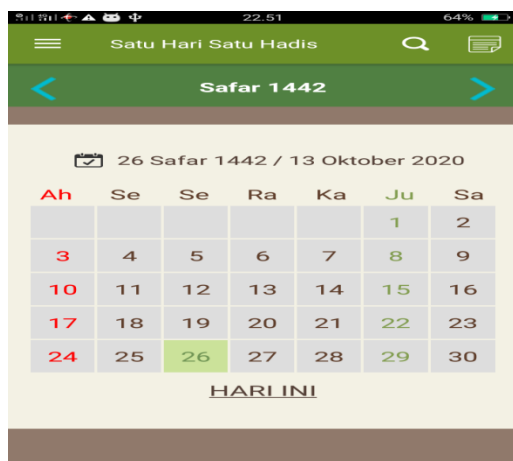 22.51 64%
Satu Hari Satu Hadis
Safar 1442
26 Safar 1442 / 13 Oktober 2020
Ah Se Se Ra Ka Ju Sa
1 2
3 4 5 6 7 8 9
10 11 12 13 14 15 16
17 18 19 20 21 22 23
24 25 26 27 28 29 30
HARI INI